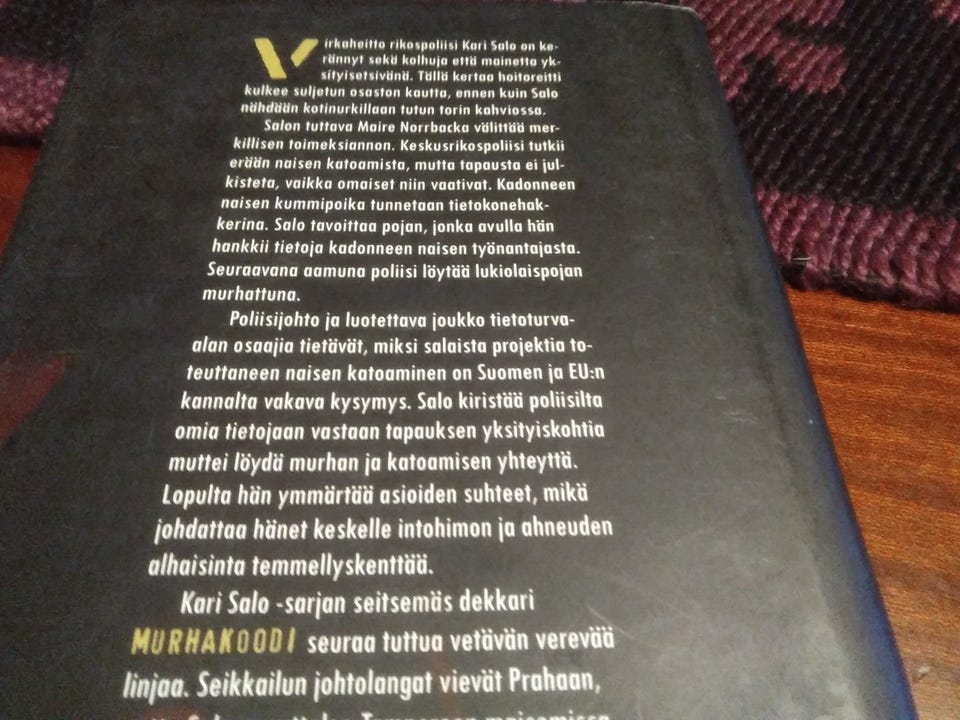 Virkaheitto rikospoliisi Kari Salo on ke-
rännyt sekä kolhuja että mainetta yk-
sityisetsivänä. Tällä kertaa hoitoreitti
kulkee suljetun osaston kautta, ennen kuin Salo
nähdään kotinurkillaan tutun torin kahviossa.
Salon tuttava Maire Norrbacka välittää mer-
killisen toimeksiannon. Keskusrikospoliisi tutkii
erään naisen katoamista, mutta tapausta ei jul-
kisteta, vaikka omaiset niin vaativat. Kadonneen
naisen kummipoika tunnetaan tietokonehak-
kerina. Salo tavoittaa pojan, jonka avulla hän
hankkii tietoja kadonneen naisen työnantajasta.
Seuraavana aamuna poliisi löytää lukiolaispojan
murhattuna.
Poliisijohto ja luotettava joukko tietoturva-
alan osaajia tietävät, miksi salaista projektia to-
teuttaneen naisen katoaminen on Suomen ja EU:n
kannalta vakava kysymys. Salo kiristää poliisilta
omia tietojaan vastaan tapauksen yksityiskohtia
muttei löydä murhan ja katoamisen yhteyttä.
Lopulta hän ymmärtää asioiden suhteet, mikä
johdattaa hänet keskelle intohimon ja ahneuden
alhaisinta temmellyskenttää.
Kari Salo -sarjan seitsemäs dekkari
MURHAKOODI seuraa tuttua vetävän verevää
linjaa. Seikkailun johtolangat vievät Prahaan,
Tampereen maisemissa